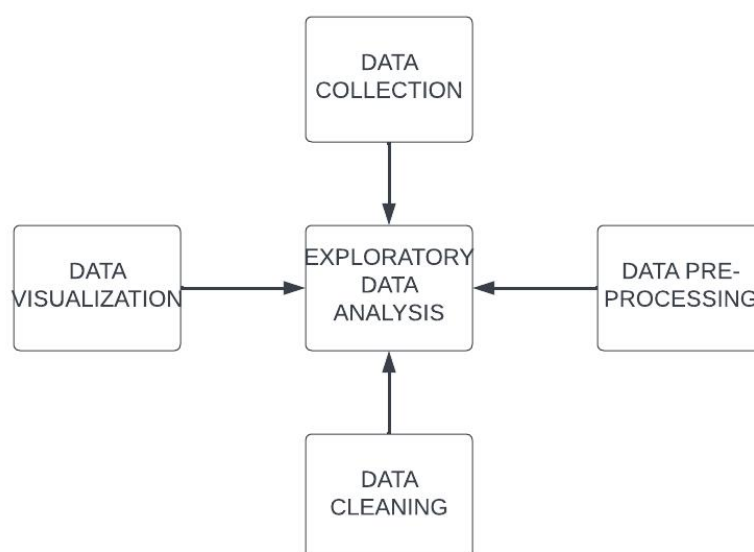 DATA
COLLECTION
DATA
VISUALIZATION
EXPLORATORY
DATA
ANALYSIS
DATA PRE-
PROCESSING
DATA
CLEANING